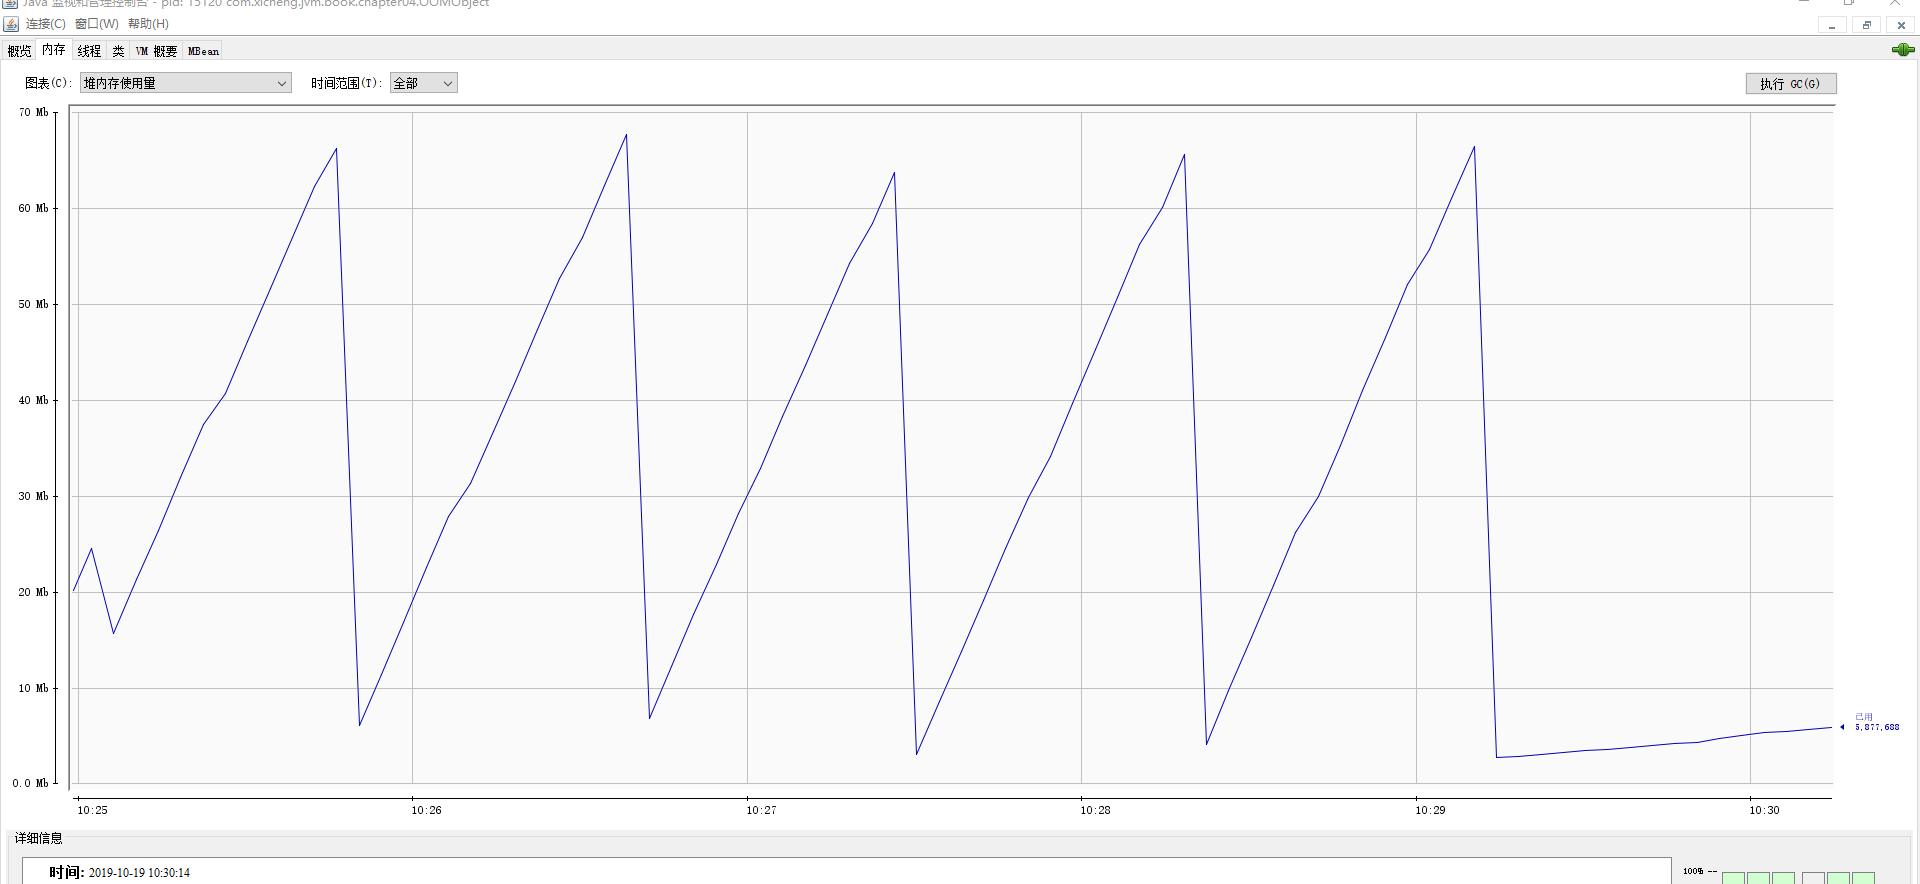 Java 监视和管理控制台 - pid: 15120 com.xicheng.jvm.book.chapter04.OOMObject
连接(C) 窗口(W) 帮助(H)
概览 内存 线程 类 VM 概要 MBean
图表(C): 堆内存使用量 时间范围(T): 全部 执行 GC(G)
70 Mb
60 Mb
50 Mb
40 Mb
30 Mb
20 Mb
10 Mb
0.0 Mb
已用
5,877,688
10:25 10:26 10:27 10:28 10:29 10:30
详细信息
时间: 2019-10-19 10:30:14
100% --